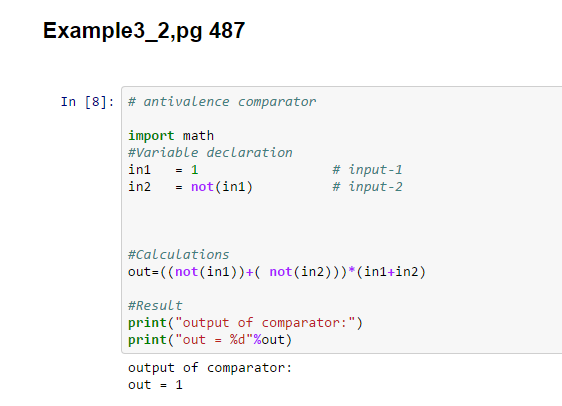 Example3_2,pg 487
In [8]: # antivalence comparator
import math
#Variable declaration
in1 = 1 # input-1
in2 = not(in1) # input-2
#Calculations
out=((not(in1))+( not(in2)))*(in1+in2)
#Result
print("output of comparator:")
print("out = %d"%out)
output of comparator:
out = 1